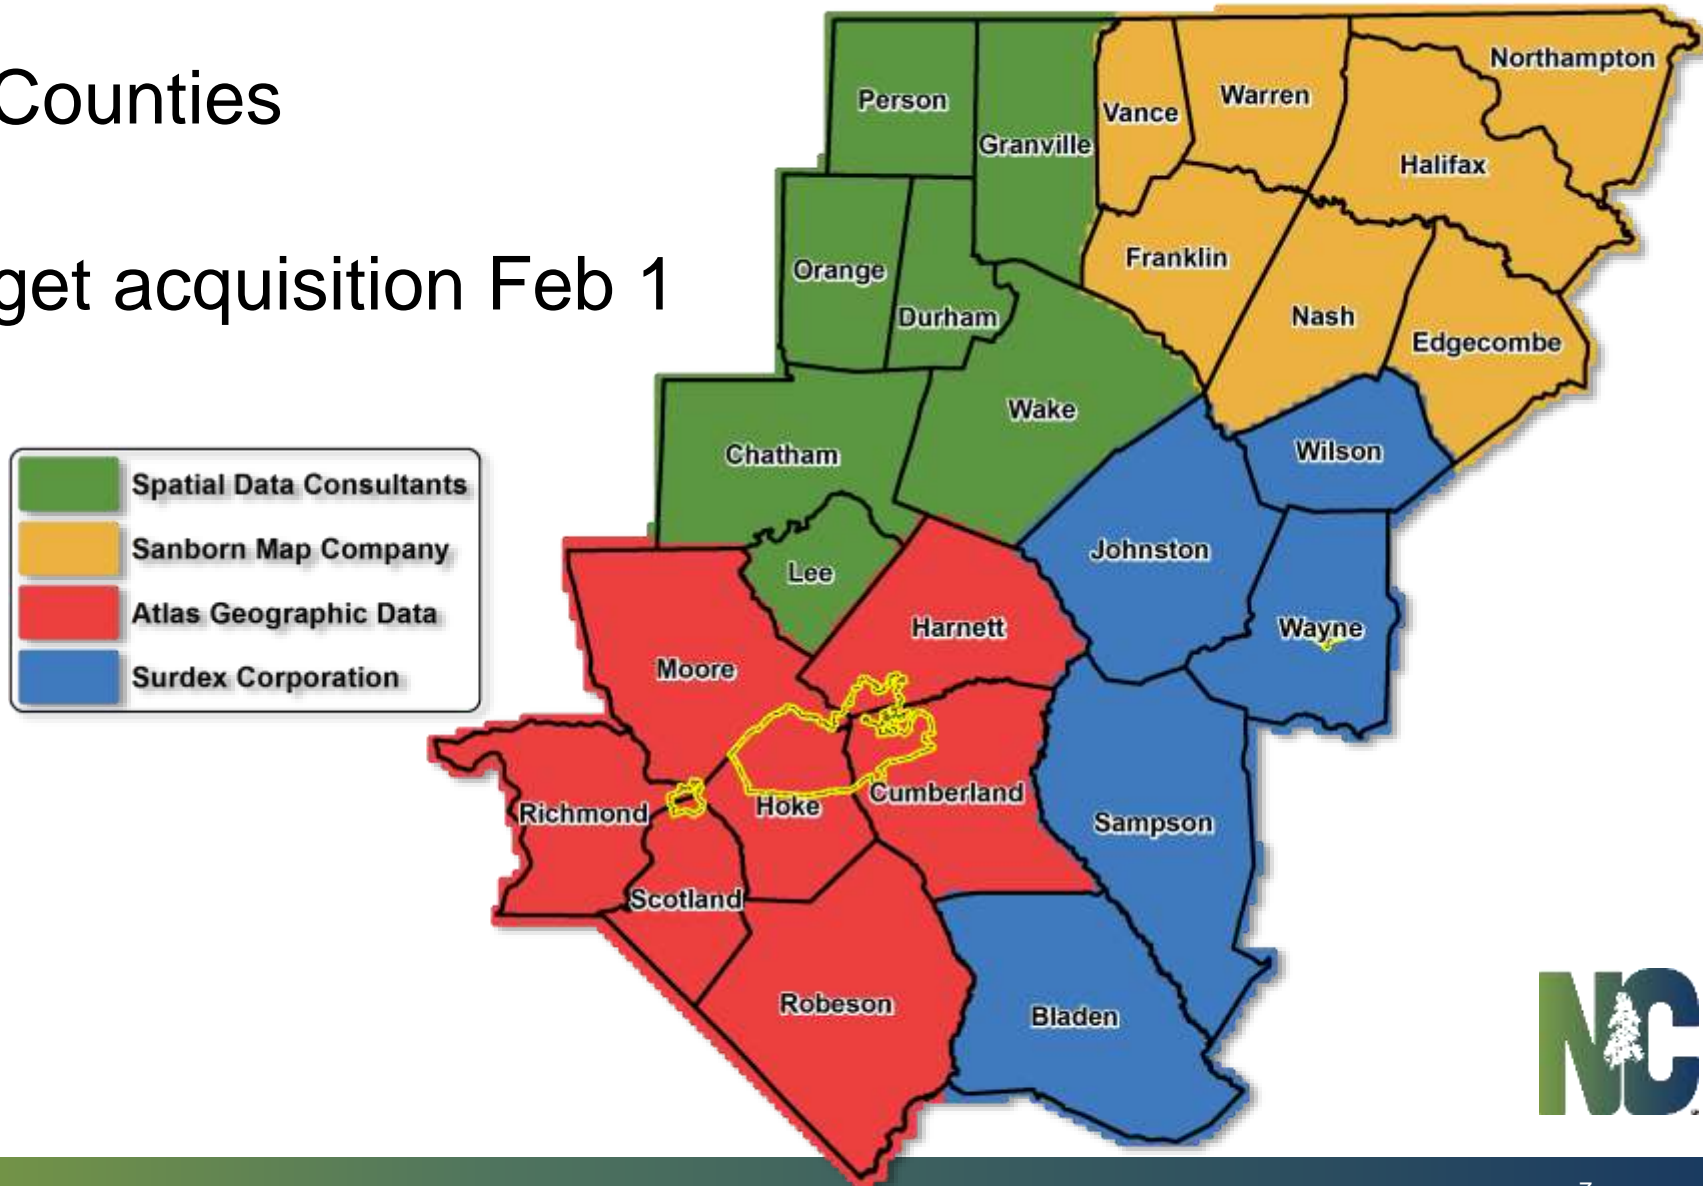 Counties
get acquisition Feb 1
Spatial Data Consultants
Sanborn Map Company
Atlas Geographic Data
Surdex Corporation
Person
Granville
Vance
Warren
Northampton
Halifax
Orange
Durham
Franklin
Nash
Edgecombe
Wake
Chatham
Wilson
Lee
Johnston
Harnett
Wayne
Moore
Richmond
Hoke
Cumberland
Sampson
Scotland
Robeson
Bladen
NC